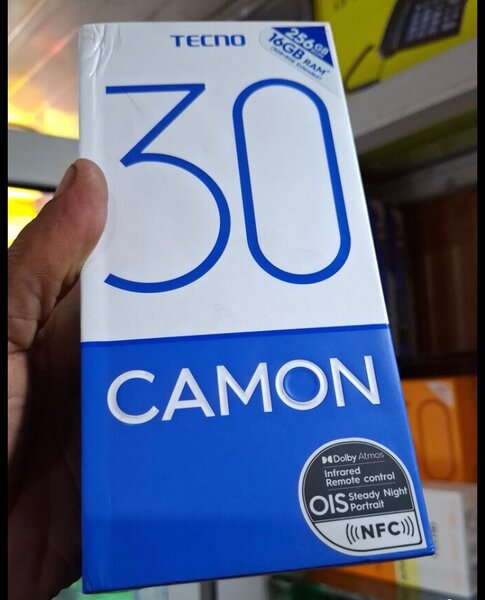 TECNO
256GB
16GB RAM*
30
CAMON
Dolby Atmos
Infrared
Remote control
OIS Steady Night
Portrait
(((NFC)))